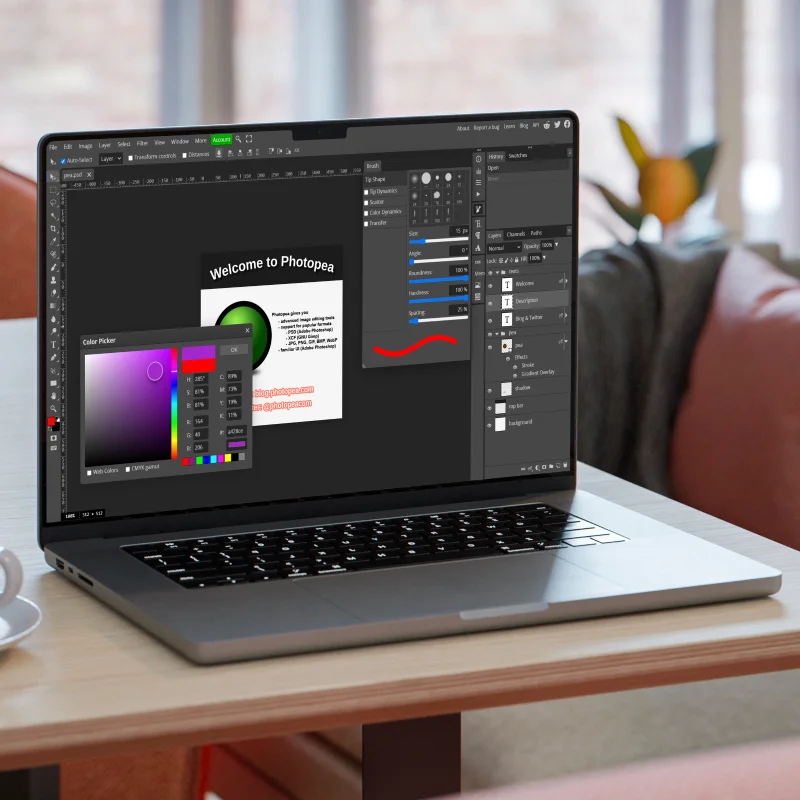 File Edit Image Layer Select Filter View Window More Account
About Report a bug Learn Blog API
Auto-Select Layer Transform controls Distances
pea.psd
Brush
Tip Shape
Tip Dynamics
Scatter
Color Dynamics
Transfer
Size: 15 px
Angle: 0°
Roundness: 100 %
Hardness: 100 %
Spacing: 25 %
History Swatches
Open
Layers Channels Paths
Normal Opacity: 100%
Lock: Fill: 100%
texts
Welcome
Description
Blog & Twitter
pea
pea
Effects
Stroke
Gradient Overlay
shadow
top bar
background
Welcome to Photopea
Photopea gives you
- advanced image editing tools
- support for popular formats
- PSD (Adobe Photoshop)
- XCF (GNU Gimp)
- JPG, PNG, GIF, BMP, WebP
- familiar UI (Adobe Photoshop)
blog.photopea.com
@photopeacom
Color Picker
OK
H: 285° C: 89%
S: 81% M: 73%
B: 81% Y: 19%
R: 164 K: 11%
G: 40 #: a428ce
B: 206
Web Colors CMYK gamut
512 × 512